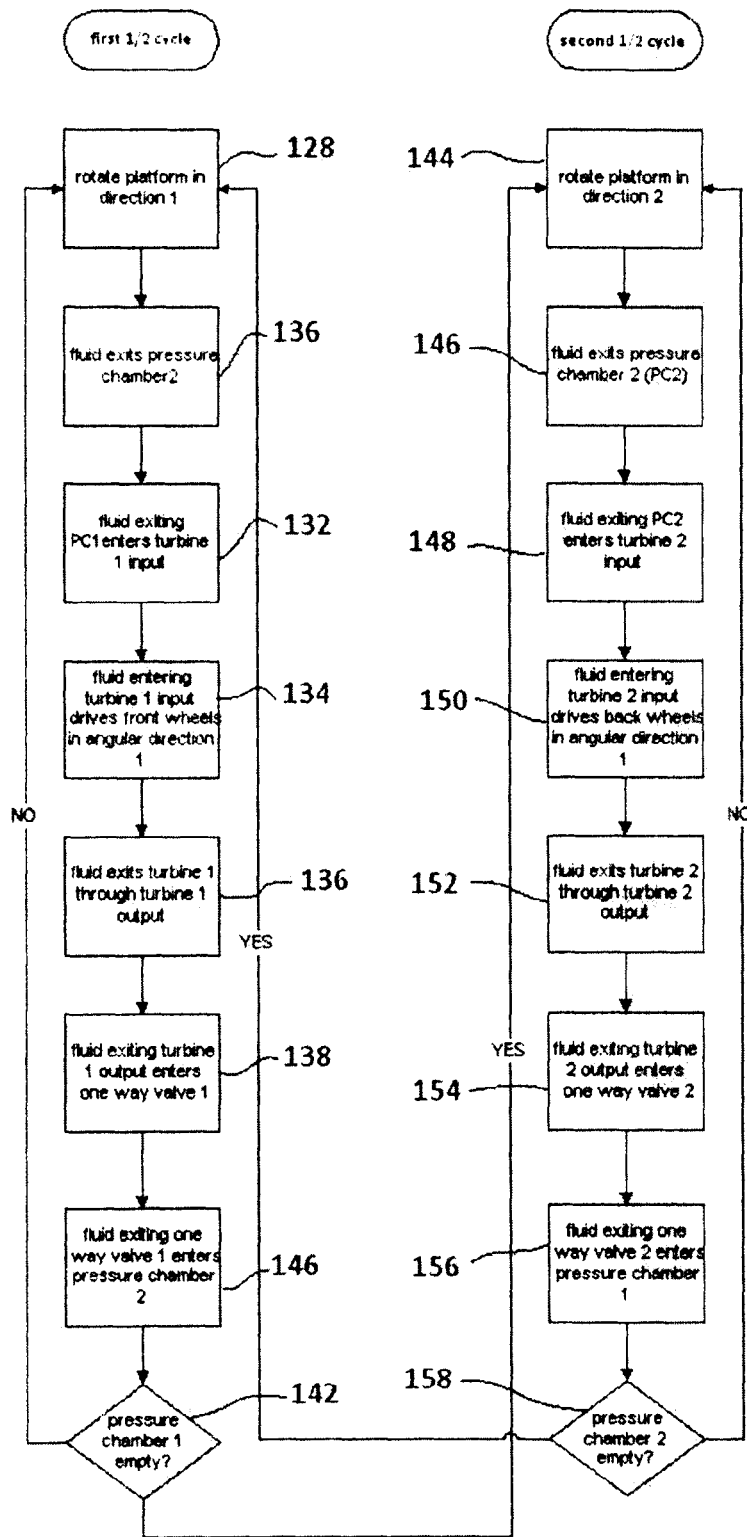 first 1/2 cycle
rotate platform in
direction 1
128
fluid exits pressure
chamber2
136
fluid exiting
PC1enters turbine
1 input
132
fluid entering
turbine 1 input
drives front wheels
in angular direction
1
134
NO
fluid exits turbine 1
through turbine 1
output
136
YES
fluid exiting turbine
1 output enters
one way valve 1
138
fluid exiting one
way valve 1 enters
pressure chamber
2
146
pressure
chamber 1
empty?
142
second 1/2 cycle
144
rotate platform in
direction 2
146
fluid exits pressure
chamber 2 (PC2)
148
fluid exiting PC2
enters turbine 2
input
150
fluid entering
turbine 2 input
drives back wheels
in angular direction
1
NO
152
fluid exits turbine 2
through turbine 2
output
YES
154
fluid exiting turbine
2 output enters
one way valve 2
156
fluid exiting one
way valve 2 enters
pressure chamber
1
158
pressure
chamber 2
empty?